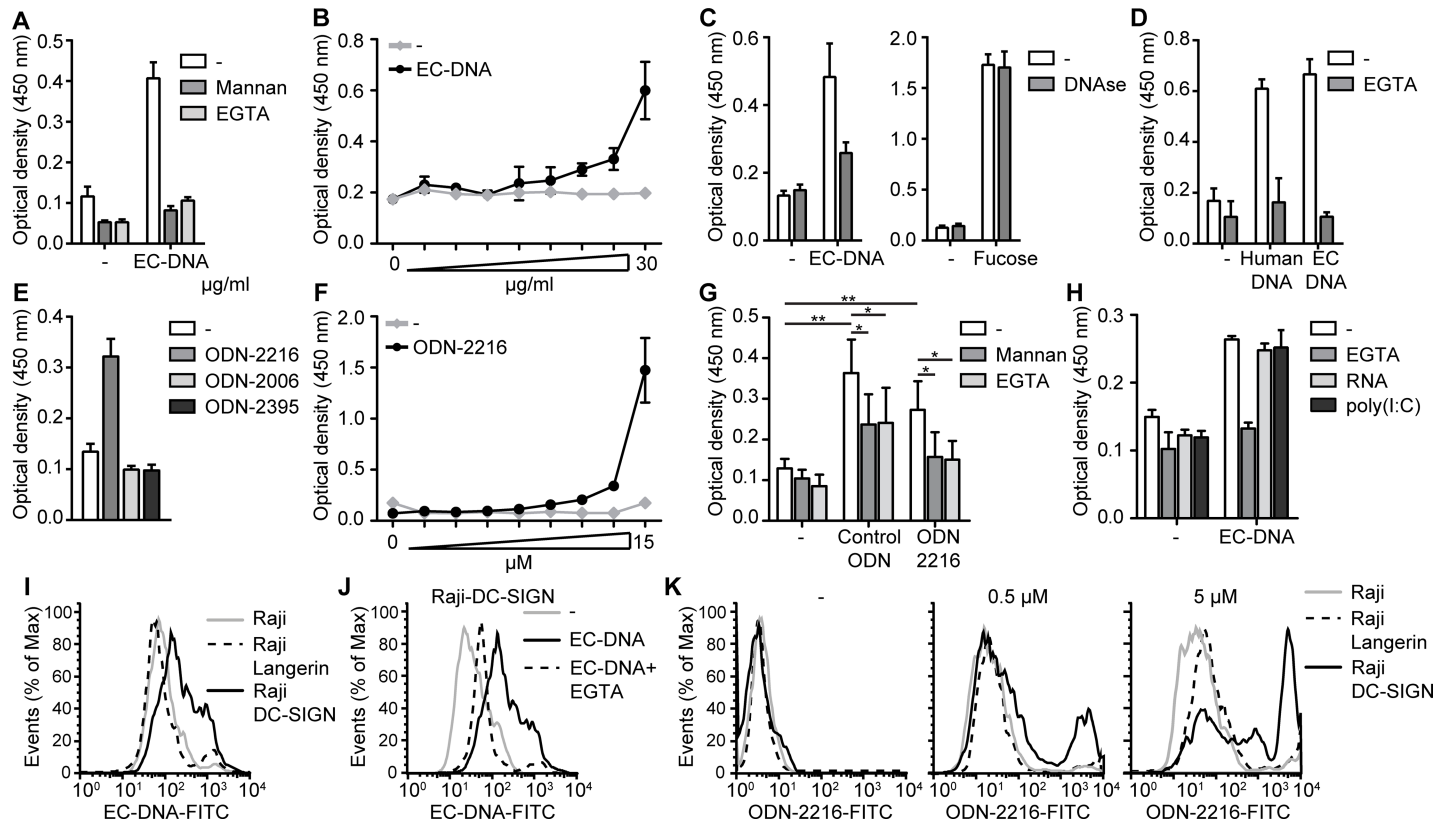 A
Optical density (450 nm)
0.5
0.4
0.3
0.2
0.1
0.0
-
Mannan
EGTA
- EC-DNA
µg/ml
B
Optical density (450 nm)
0.8
0.6
0.4
0.2
0.0
-
EC-DNA
0 30
µg/ml
C
Optical density (450 nm)
0.6
0.4
0.2
0.0
- EC-DNA
2.0
1.5
1.0
0.5
0.0
- Fucose
-
DNAse
D
Optical density (450 nm)
0.8
0.6
0.4
0.2
0.0
-
EGTA
- Human EC
DNA DNA
E
Optical density (450 nm)
0.4
0.3
0.2
0.1
0.0
-
ODN-2216
ODN-2006
ODN-2395
F
Optical density (450 nm)
2.0
1.5
1.0
0.5
0.0
-
ODN-2216
0 15
µM
G
Optical density (450 nm)
0.5
0.4
0.3
0.2
0.1
0.0
**
** *
*
*
*
-
Mannan
EGTA
- Control ODN
ODN 2216
H
Optical density (450 nm)
0.3
0.2
0.1
0.0
-
EGTA
RNA
poly(I:C)
- EC-DNA
I
Events (% of Max)
100
80
60
40
20
0
10⁰ 10¹ 10² 10³ 10⁴
EC-DNA-FITC
Raji
Raji
Langerin
Raji
DC-SIGN
J
Raji-DC-SIGN
Events (% of Max)
100
80
60
40
20
0
10⁰ 10¹ 10² 10³ 10⁴
EC-DNA-FITC
-
EC-DNA
EC-DNA+
EGTA
K
Events (% of Max)
100
80
60
40
20
0
-
10⁰ 10¹ 10² 10³ 10⁴
ODN-2216-FITC
0.5 µM
10⁰ 10¹ 10² 10³ 10⁴
ODN-2216-FITC
5 µM
10⁰ 10¹ 10² 10³ 10⁴
ODN-2216-FITC
Raji
Raji
Langerin
Raji
DC-SIGN